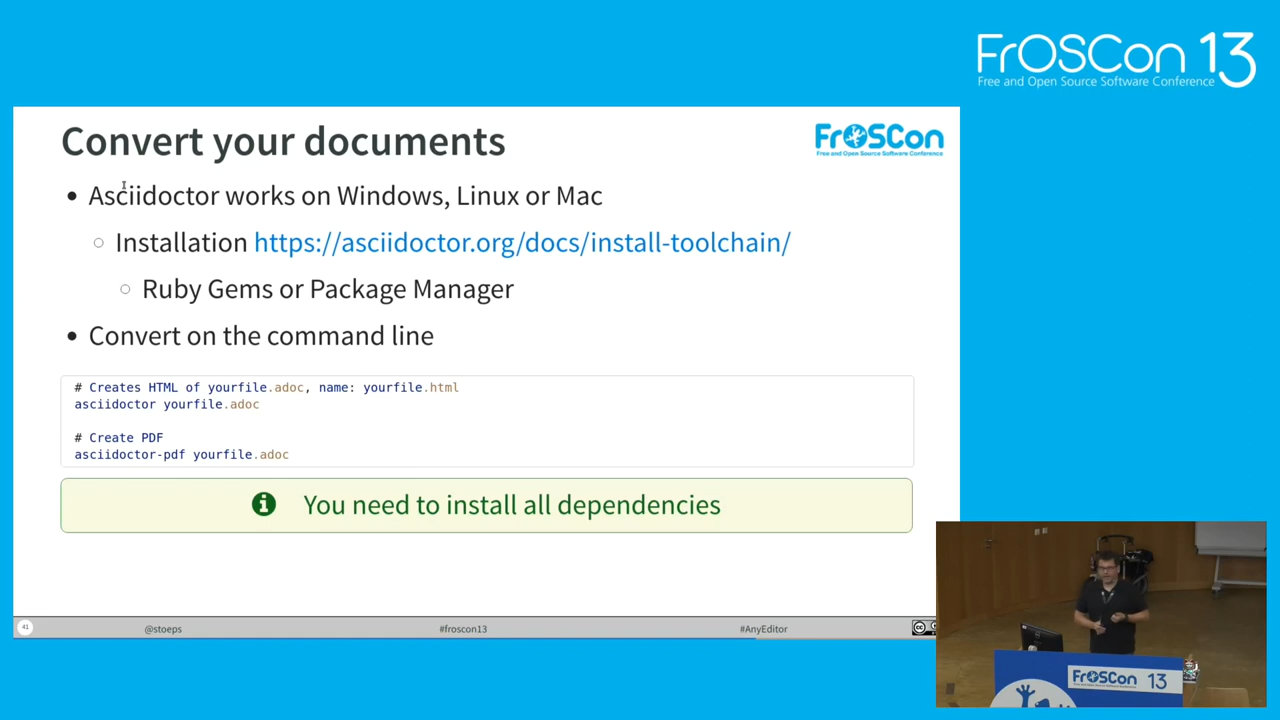 FrOSCon 13
Free and Open Source Software Conference
Convert your documents
FrOSCon
Free and Open Source Software Conference
• Asciidoctor works on Windows, Linux or Mac
○ Installation https://asciidoctor.org/docs/install-toolchain/
○ Ruby Gems or Package Manager
• Convert on the command line
# Creates HTML of yourfile.adoc, name: yourfile.html
asciidoctor yourfile.adoc
# Create PDF
asciidoctor-pdf yourfile.adoc
You need to install all dependencies
41
@stoeps
#froscon13
#AnyEditor
cc
FrOSCon 13